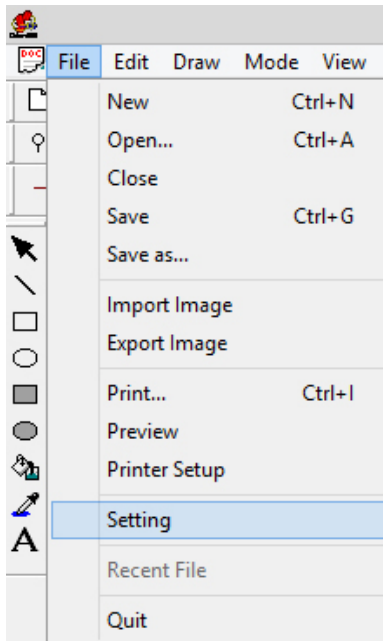 DOC
File Edit Draw Mode View
New Ctrl+N
Open... Ctrl+A
Close
Save Ctrl+G
Save as...
Import Image
Export Image
Print... Ctrl+I
Preview
Printer Setup
Setting
A
Recent File
Quit